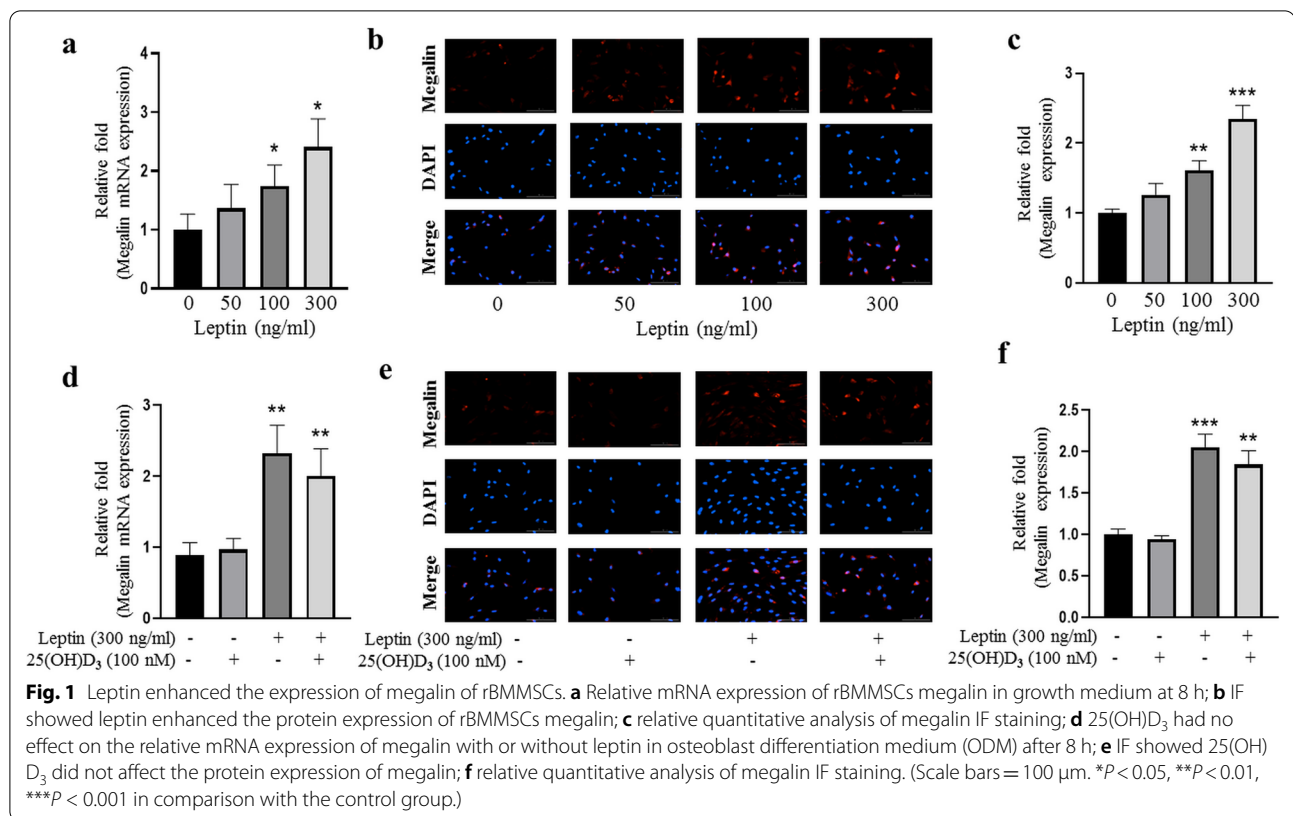 a
Relative fold
(Megalin mRNA expression)
4
3
2
1
0
*
*
0 50 100 300
Leptin (ng/ml)
b
Megalin
DAPI
Merge
0 50 100 300
Leptin (ng/ml)
c
Relative fold
(Megalin expression)
3
2
1
0
**
***
0 50 100 300
Leptin (ng/ml)
d
Relative fold
(Megalin mRNA expression)
3
2
1
0
**
**
Leptin (300 ng/ml) - - + +
25(OH)D₃ (100 nM) - + - +
e
Megalin
DAPI
Merge
Leptin (300 ng/ml) - - + +
25(OH)D₃ (100 nM) - + - +
f
Relative fold
(Megalin expression)
2.5
2.0
1.5
1.0
0.5
0.0
***
**
Leptin (300 ng/ml) - - + +
25(OH)D₃ (100 nM) - + - +
Fig. 1 Leptin enhanced the expression of megalin of rBMMSCs. a Relative mRNA expression of rBMMSCs megalin in growth medium at 8 h; b IF
showed leptin enhanced the protein expression of rBMMSCs megalin; c relative quantitative analysis of megalin IF staining; d 25(OH)D₃ had no
effect on the relative mRNA expression of megalin with or without leptin in osteoblast differentiation medium (ODM) after 8 h; e IF showed 25(OH)
D₃ did not affect the protein expression of megalin; f relative quantitative analysis of megalin IF staining. (Scale bars = 100 μm. *P < 0.05, **P < 0.01,
***P < 0.001 in comparison with the control group.)